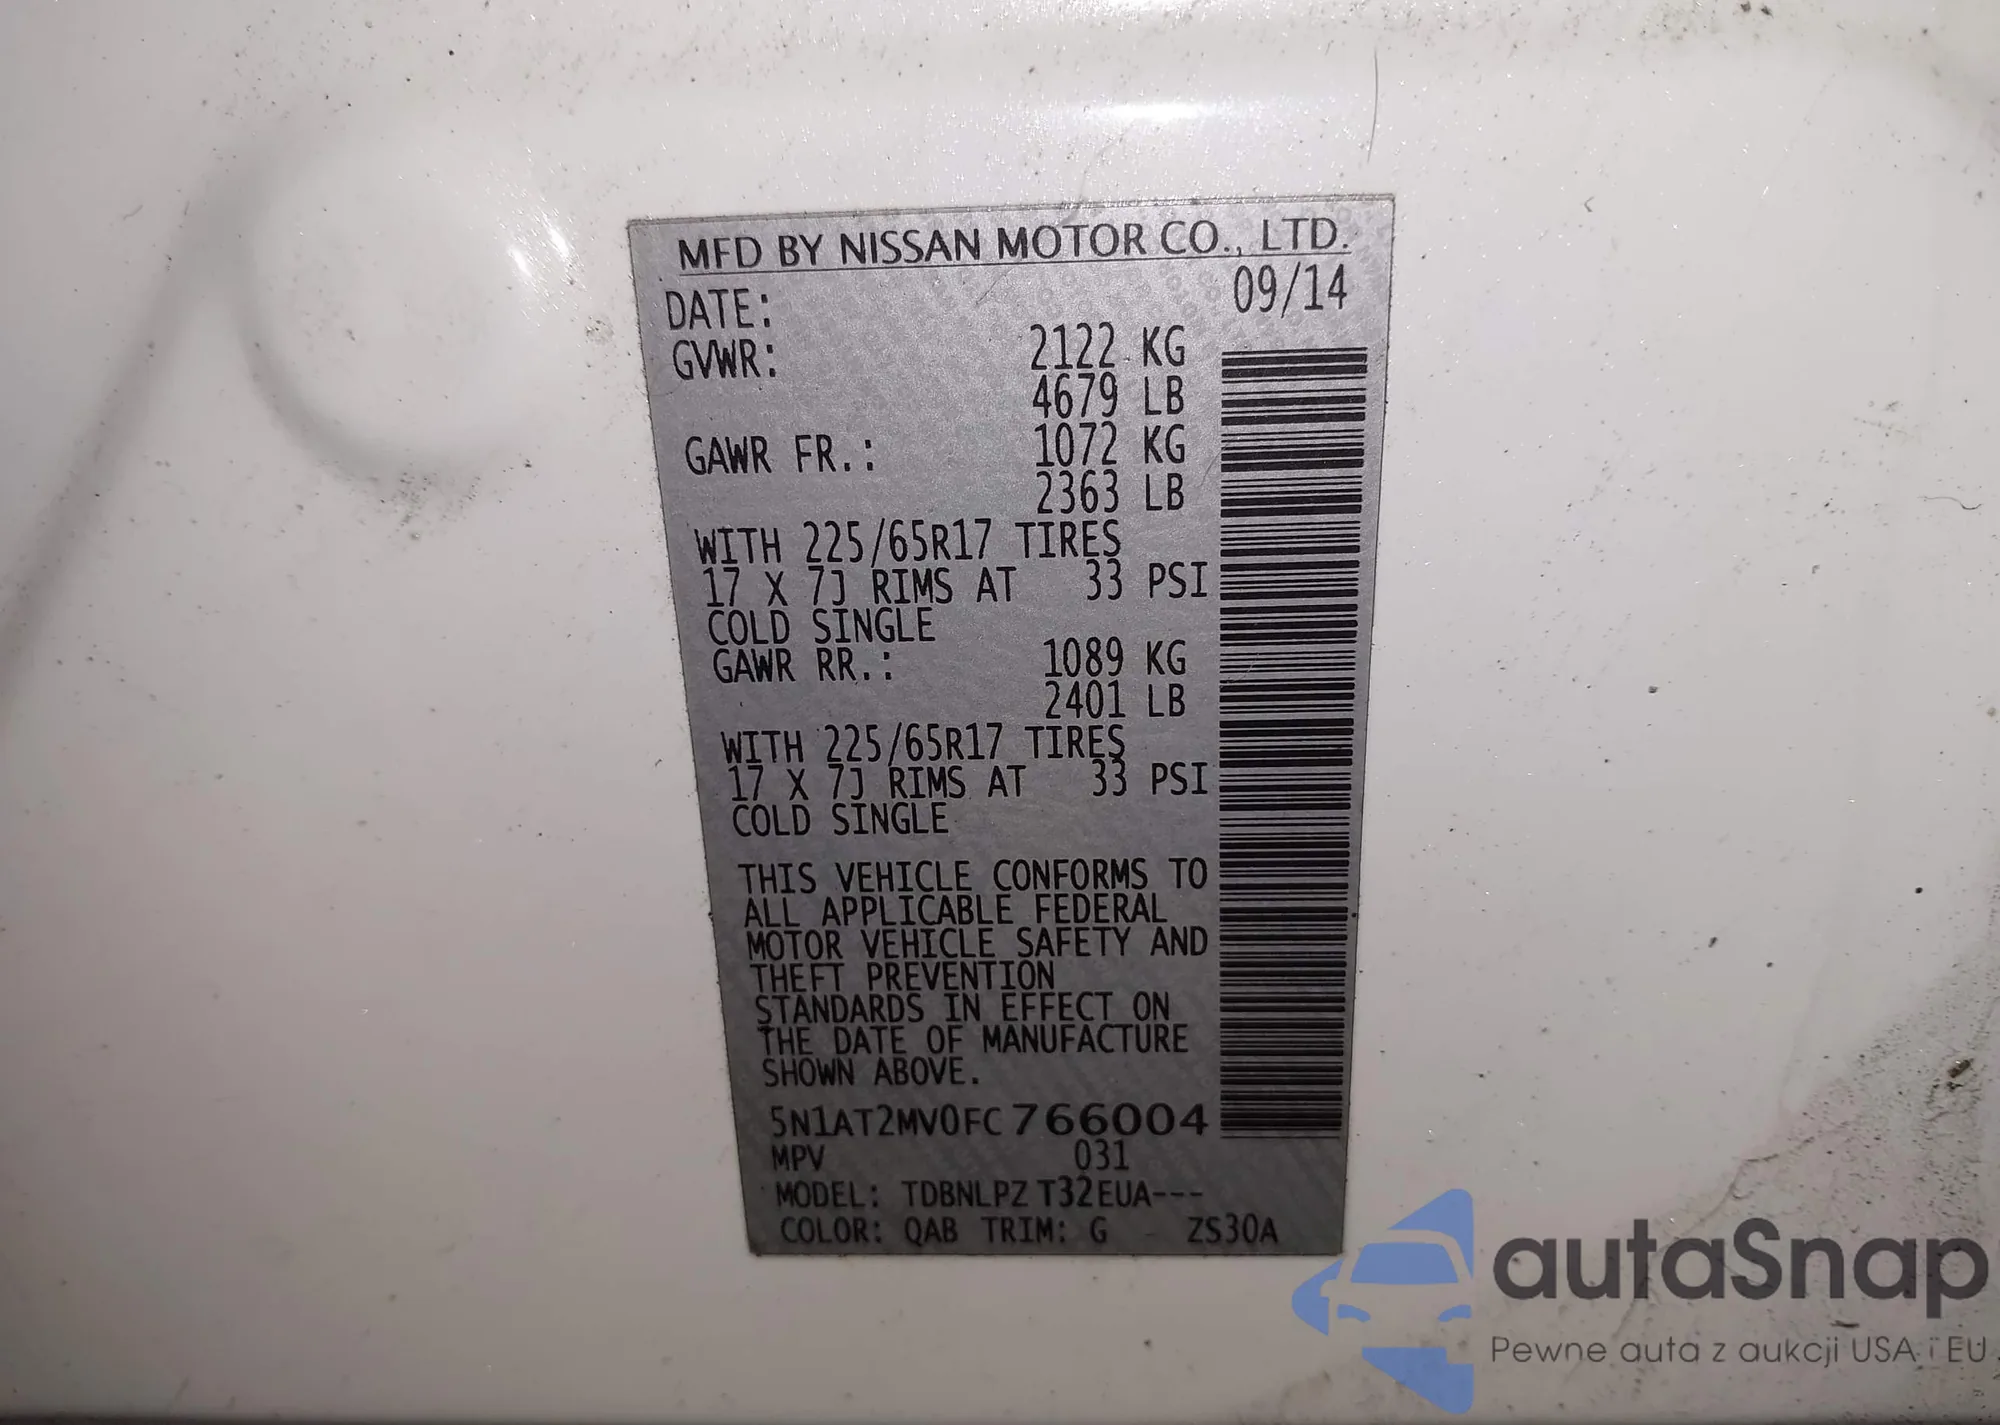 MFD BY NISSAN MOTOR CO., LTD.
DATE: 09/14
GVWR: 2122 KG
4679 LB
GAWR FR.: 1072 KG
2363 LB
WITH 225/65R17 TIRES
17 X 7J RIMS AT 33 PSI
COLD SINGLE
GAWR RR.: 1089 KG
2401 LB
WITH 225/65R17 TIRES
17 X 7J RIMS AT 33 PSI
COLD SINGLE
THIS VEHICLE CONFORMS TO
ALL APPLICABLE FEDERAL
MOTOR VEHICLE SAFETY AND
THEFT PREVENTION
STANDARDS IN EFFECT ON
THE DATE OF MANUFACTURE
SHOWN ABOVE.
5N1AT2MV0FC766004
MPV 031
MODEL: TDBNLPZ T32EUA---
COLOR: QAB TRIM: G ZS30A
autaSnap
Pewne auta z aukcji USA i EU